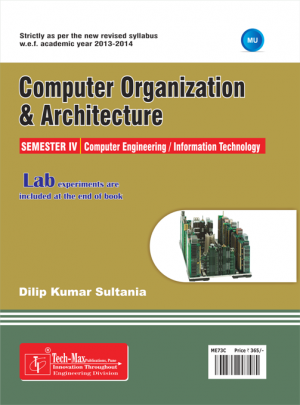 Strictly as per the new revised syllabus
w.e.f. academic year 2013-2014
MU
Computer Organization
& Architecture
SEMESTER IV Computer Engineering / Information Technology
Lab experiments are
included at the end of book
Dilip Kumar Sultania
Tech-Max Publications, Pune
Innovation Throughout
Engineering Division
ME73C Price ₹ 365/-